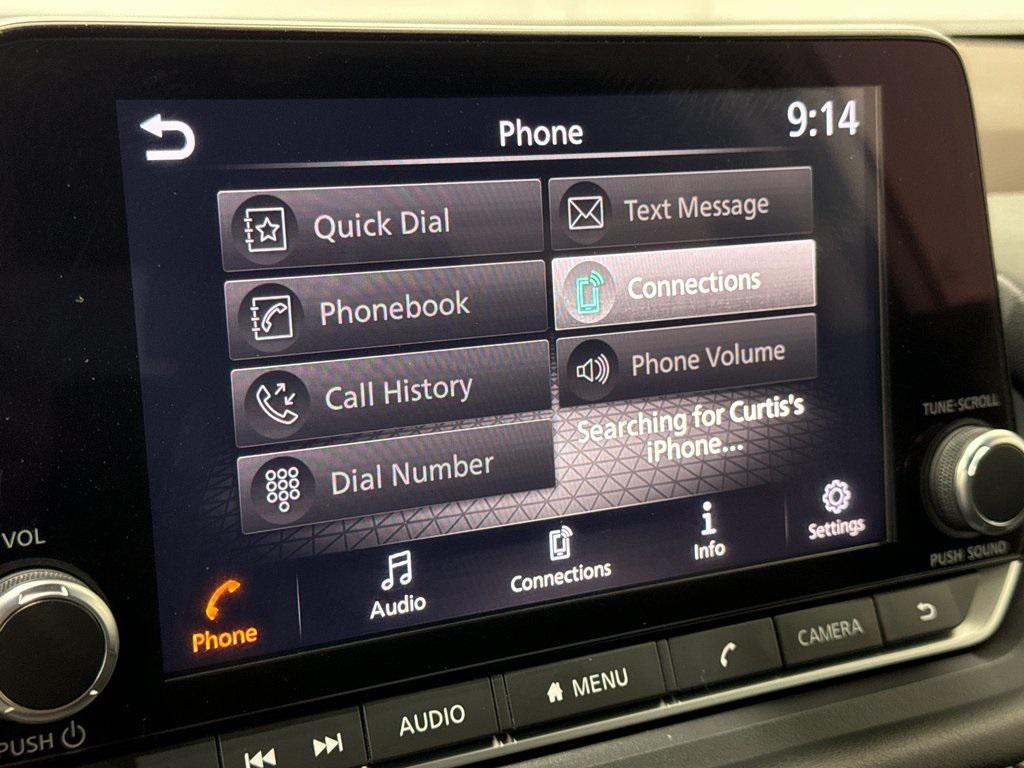 Phone
9:14
Quick Dial
Text Message
Phonebook
Connections
Call History
Phone Volume
Dial Number
Searching for Curtis's
iPhone...
Phone
Audio
Connections
Info
Settings
VOL
PUSH
TUNE·SCROLL
PUSH SOUND
AUDIO
MENU
CAMERA